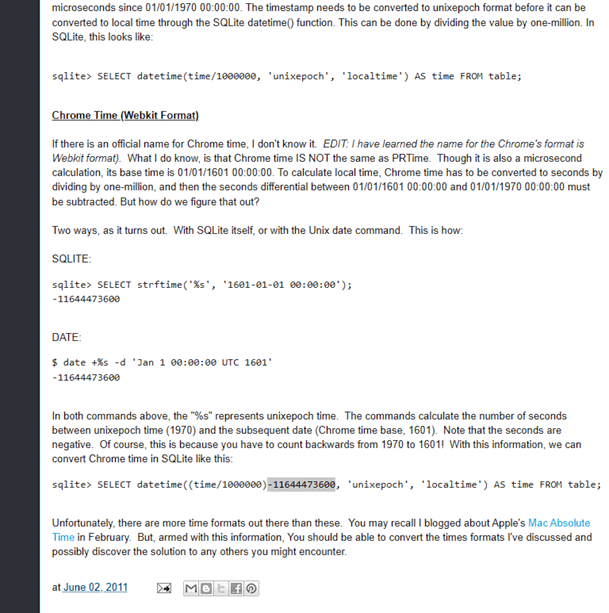 microseconds since 01/01/1970 00:00:00. The timestamp needs to be converted to unixepoch format before it can be
converted to local time through the SQLite datetime() function. This can be done by dividing the value by one-million. In
SQLite, this looks like:
sqlite> SELECT datetime(time/1000000, 'unixepoch', 'localtime') AS time FROM table;
Chrome Time (Webkit Format)
If there is an official name for Chrome time, I don't know it.  EDIT: I have learned the name for the Chrome's format is
Webkit format).  What I do know, is that Chrome time IS NOT the same as PRTime.  Though it is also a microsecond
calculation, its base time is 01/01/1601 00:00:00. To calculate local time, Chrome time has to be converted to seconds by
dividing by one-million, and then the seconds differential between 01/01/1601 00:00:00 and 01/01/1970 00:00:00 must
be subtracted. But how do we figure that out?
Two ways, as it turns out.  With SQLite itself, or with the Unix date command.  This is how:
SQLITE:
sqlite> SELECT strftime('%s', '1601-01-01 00:00:00');
-11644473600
DATE:
$ date +%s -d 'Jan 1 00:00:00 UTC 1601'
-11644473600
In both commands above, the "%s" represents unixepoch time.  The commands calculate the number of seconds
between unixepoch time (1970) and the subsequent date (Chrome time base, 1601).  Note that the seconds are
negative.  Of course, this is because you have to count backwards from 1970 to 1601!  With this information, we can
convert Chrome time in SQLite like this:
sqlite> SELECT datetime((time/1000000)-11644473600, 'unixepoch', 'localtime') AS time FROM table;
Unfortunately, there are more time formats out there than these.  You may recall I blogged about Apple's Mac Absolute
Time in February.  But, armed with this information, You should be able to convert the times formats I've discussed and
possibly discover the solution to any others you might encounter.
at June 02, 2011